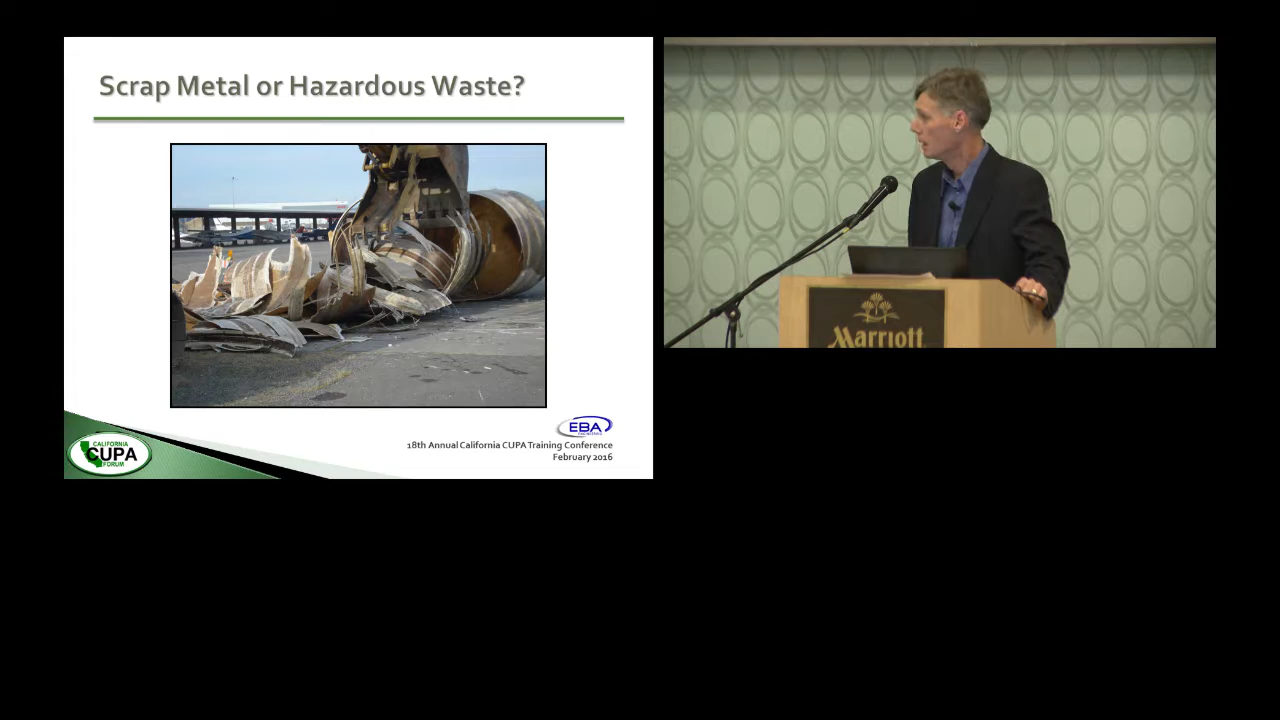 Scrap Metal or Hazardous Waste?
EBA
18th Annual California CUPA Training Conference
February 2016
CALIFORNIA
CUPA
FORUM
Marriott